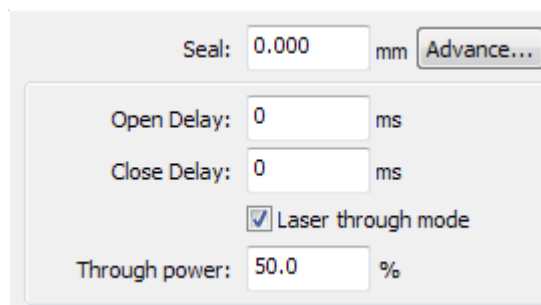 Seal: 0.000 mm Advance...
Open Delay: 0 ms
Close Delay: 0 ms
Laser through mode
Through power: 50.0 %